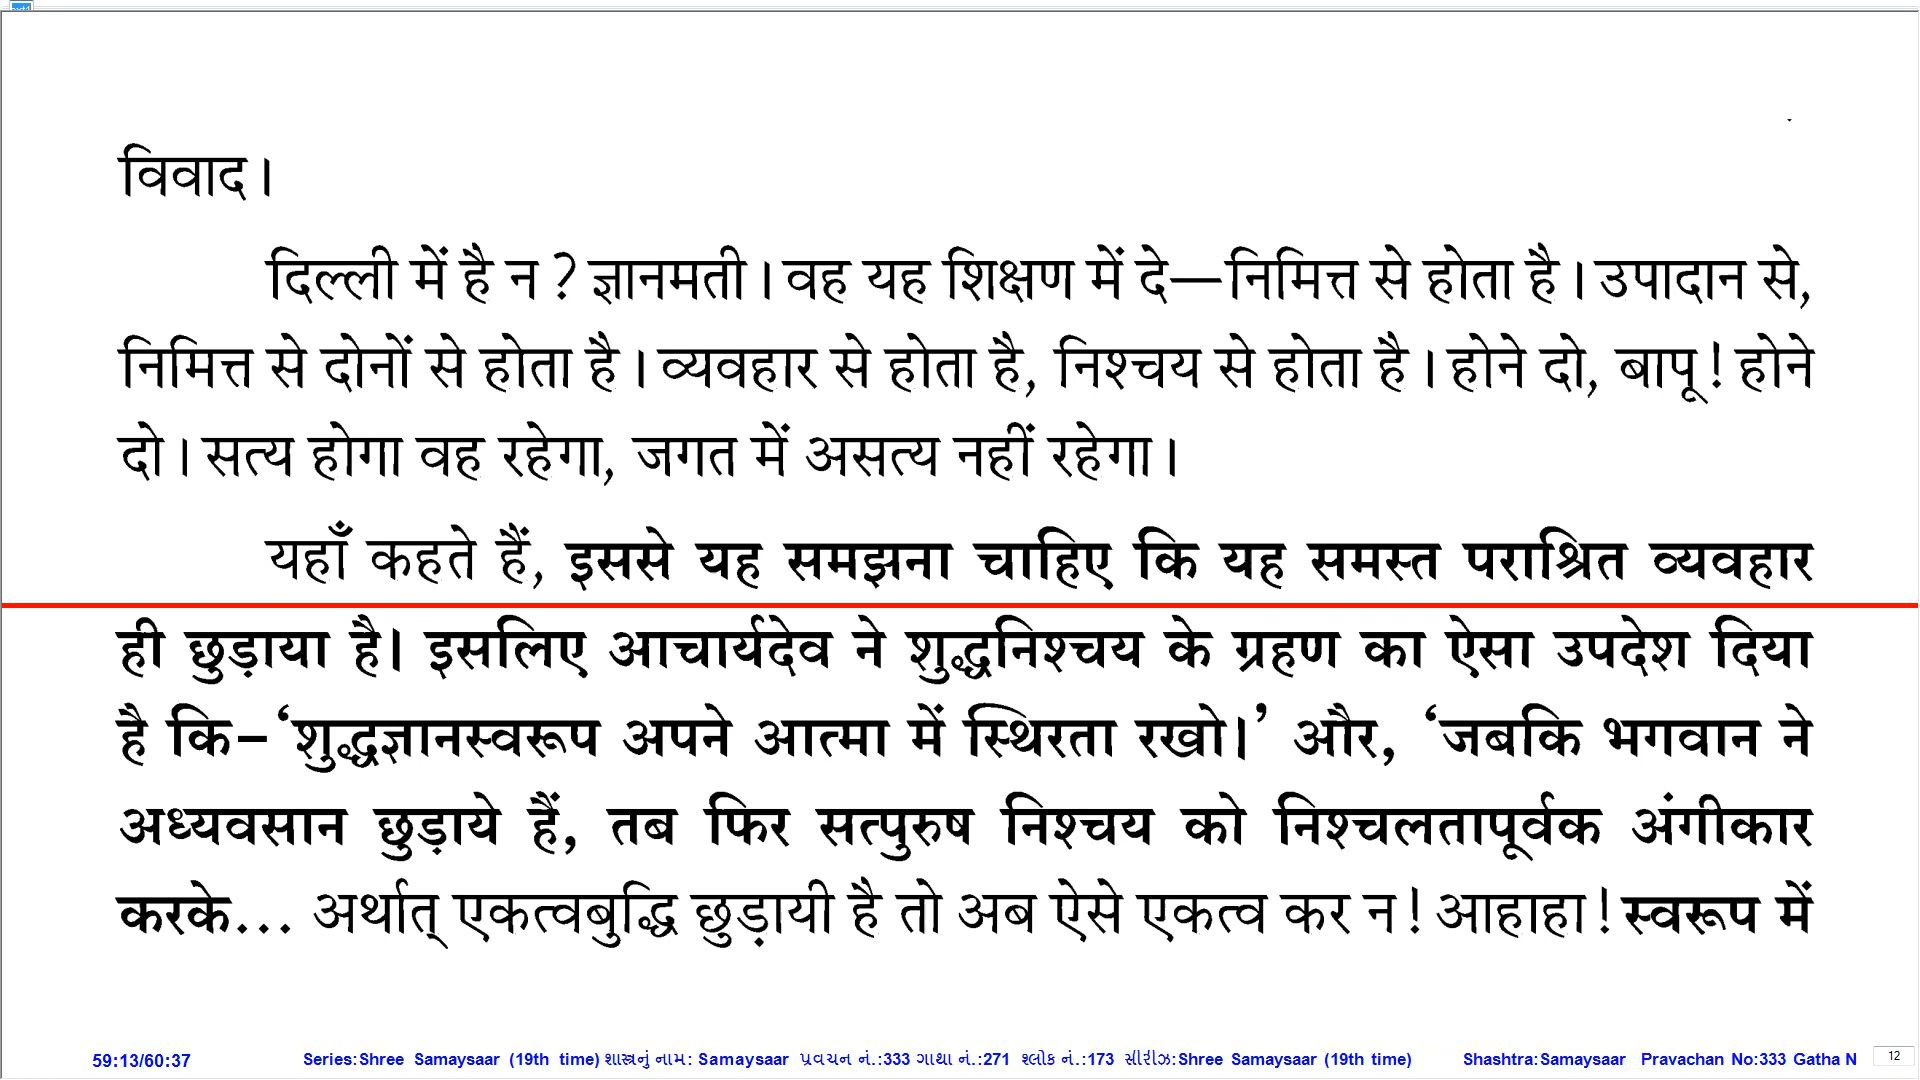 विवाद।
दिल्ली में है न ? ज्ञानमती। वह यह शिक्षण में दे—निमित्त से होता है। उपादान से,
निमित्त से दोनों से होता है। व्यवहार से होता है, निश्चय से होता है। होने दो, बापू! होने
दो। सत्य होगा वह रहेगा, जगत में असत्य नहीं रहेगा।
यहाँ कहते हैं, इससे यह समझना चाहिए कि यह समस्त पराश्रित व्यवहार
ही छुड़ाया है। इसलिए आचार्यदेव ने शुद्धनिश्चय के ग्रहण का ऐसा उपदेश दिया
है कि-‘शुद्धज्ञानस्वरूप अपने आत्मा में स्थिरता रखो।’ और, ‘जबकि भगवान ने
अध्यवसान छुड़ाये हैं, तब फिर सत्पुरुष निश्चय को निश्चलतापूर्वक अंगीकार
करके... अर्थात् एकत्वबुद्धि छुड़ायी है तो अब ऐसे एकत्व कर न! आहाहा! स्वरूप में
59:13/60:37 Series:Shree Samaysaar (19th time) શાસ્ત્રનું નામ: Samaysaar પ્રવચન નં.:333 ગાથા નં.:271 શ્લોક નં.:173 સીરીઝ:Shree Samaysaar (19th time) Shashtra:Samaysaar Pravachan No:333 Gatha N 12